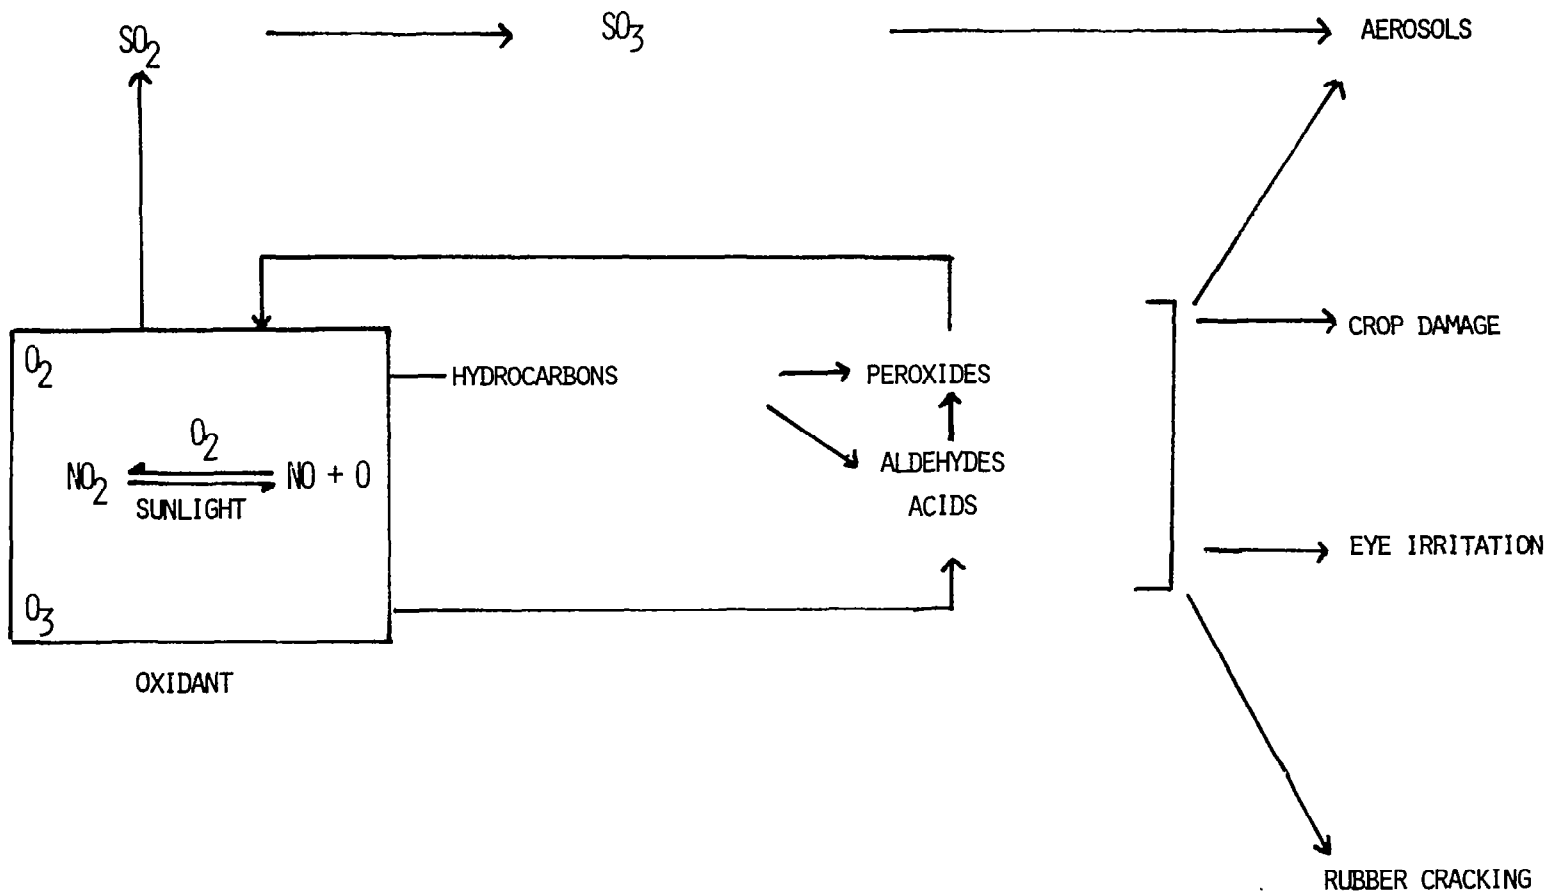 SO2 SO3 AEROSOLS
CROP DAMAGE
O2 HYDROCARBONS PEROXIDES
O2
ALDEHYDES
NO2 NO + O
SUNLIGHT ACIDS
EYE IRRITATION
O3
OXIDANT
RUBBER CRACKING